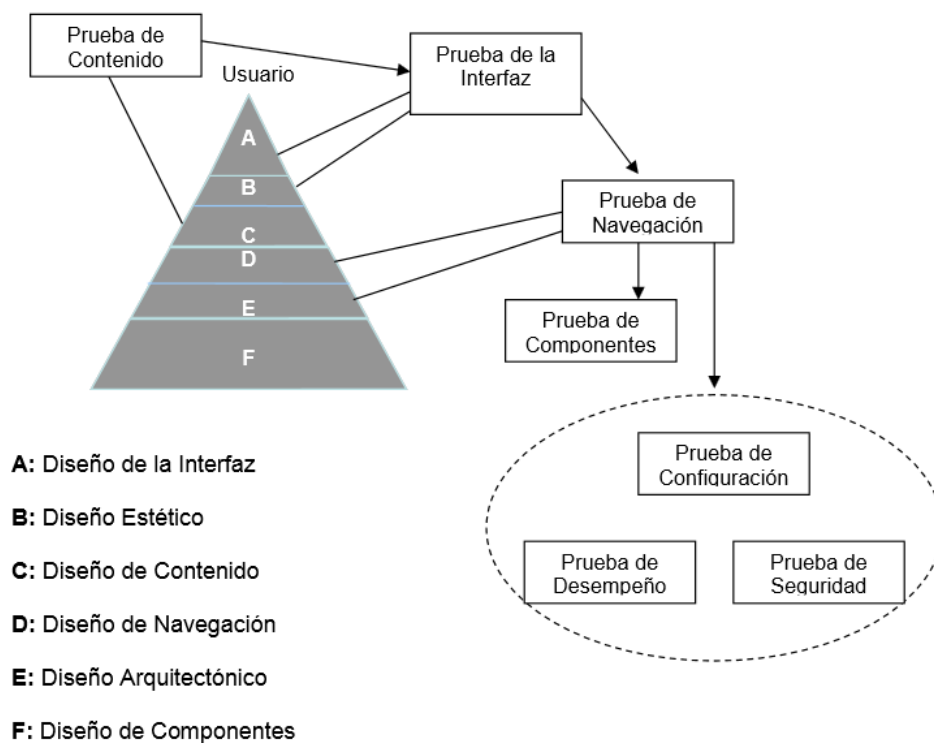 Prueba de
Contenido
Usuario
Prueba de la
Interfaz
A
B
C
D
E
F
Prueba de
Navegación
Prueba de
Componentes
Prueba de
Configuración
Prueba de
Desempeño
Prueba de
Seguridad
A: Diseño de la Interfaz
B: Diseño Estético
C: Diseño de Contenido
D: Diseño de Navegación
E: Diseño Arquitectónico
F: Diseño de Componentes